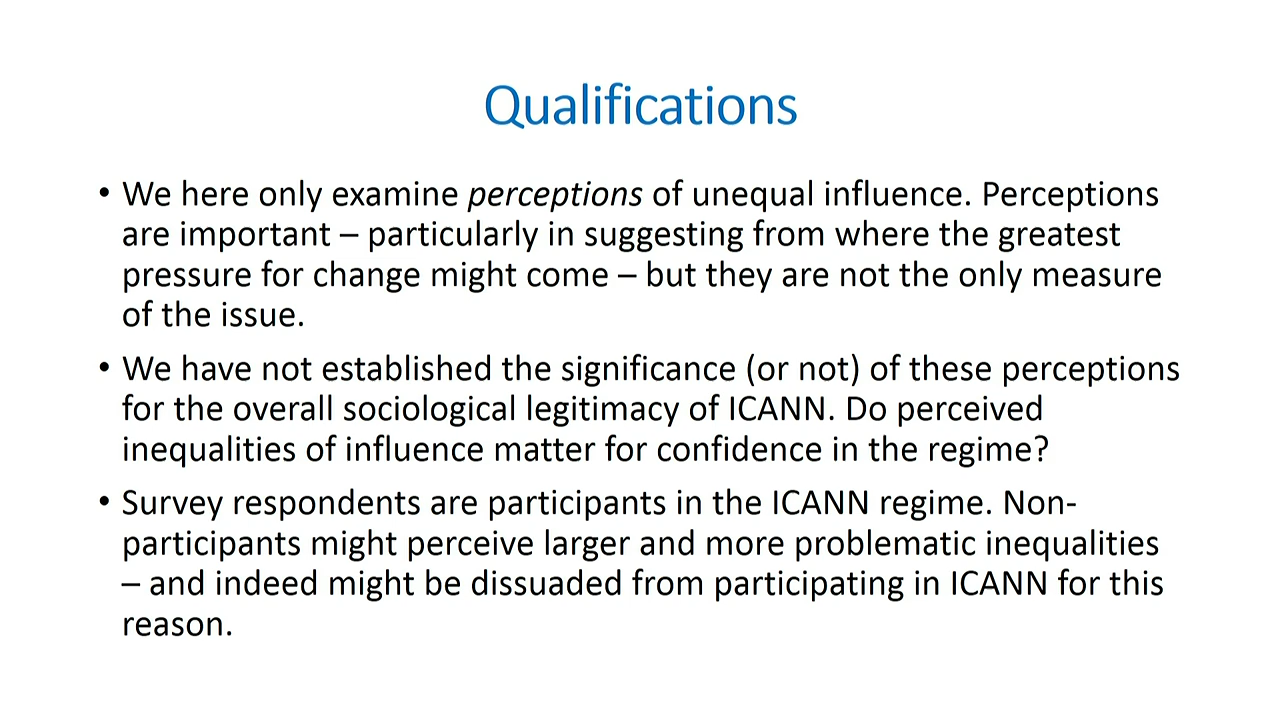 Qualifications
• We here only examine perceptions of unequal influence. Perceptions
are important – particularly in suggesting from where the greatest
pressure for change might come – but they are not the only measure
of the issue.
• We have not established the significance (or not) of these perceptions
for the overall sociological legitimacy of ICANN. Do perceived
inequalities of influence matter for confidence in the regime?
• Survey respondents are participants in the ICANN regime. Non-
participants might perceive larger and more problematic inequalities
– and indeed might be dissuaded from participating in ICANN for this
reason.